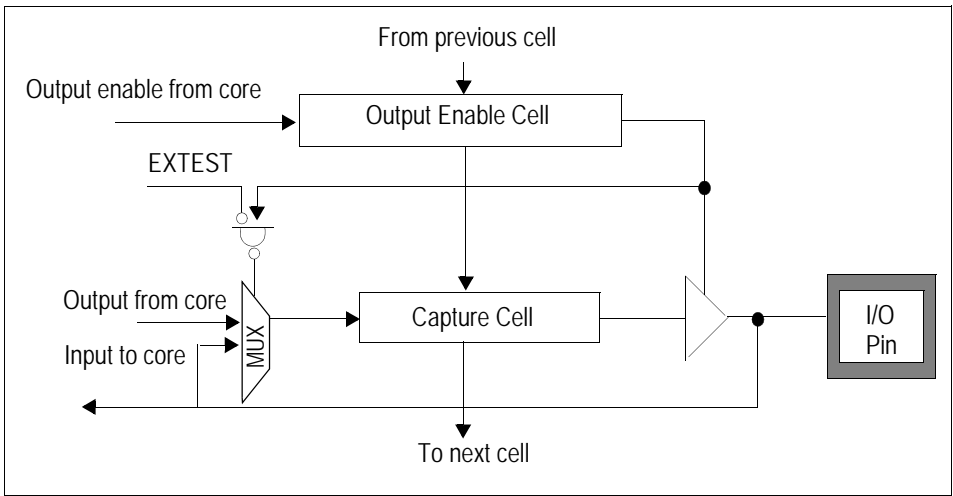 From previous cell
Output enable from core
Output Enable Cell
EXTEST
Output from core
Input to core
MUX
Capture Cell
I/O
Pin
To next cell